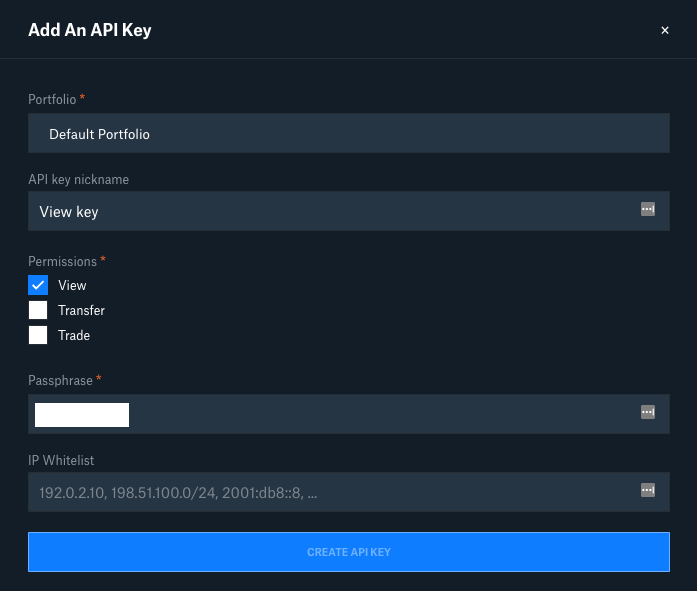 Add An API Key
×
Portfolio *
Default Portfolio
API key nickname
View key
Permissions *
View
Transfer
Trade
Passphrase *
IP Whitelist
192.0.2.10, 198.51.100.0/24, 2001:db8::8, ...
CREATE API KEY